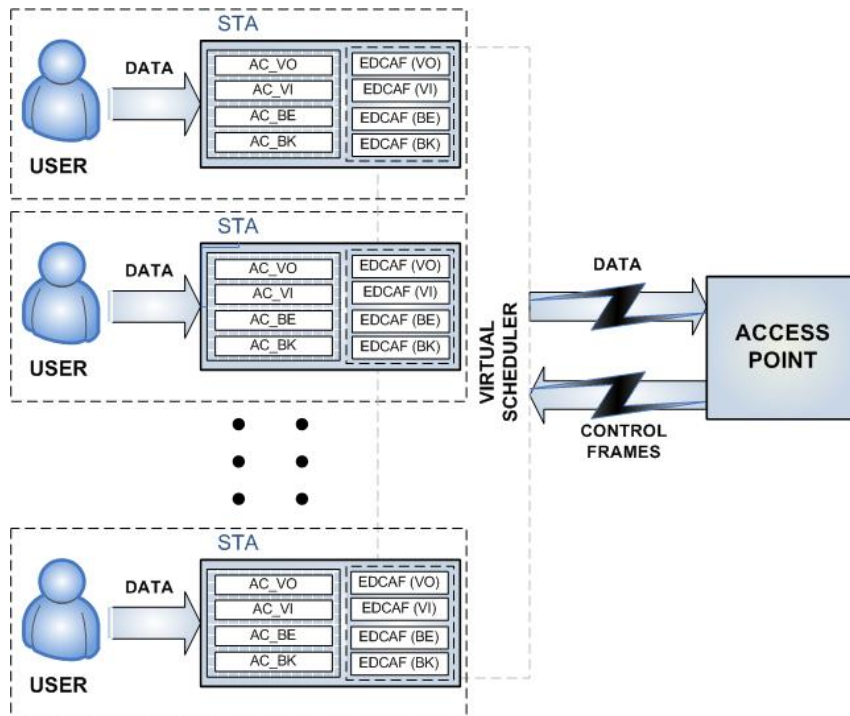 STA
DATA
USER
AC_VO
AC_VI
AC_BE
AC_BK
EDCAF (VO)
EDCAF (VI)
EDCAF (BE)
EDCAF (BK)
STA
DATA
USER
AC_VO
AC_VI
AC_BE
AC_BK
EDCAF (VO)
EDCAF (VI)
EDCAF (BE)
EDCAF (BK)
STA
DATA
USER
AC_VO
AC_VI
AC_BE
AC_BK
EDCAF (VO)
EDCAF (VI)
EDCAF (BE)
EDCAF (BK)
VIRTUAL
SCHEDULER
DATA
CONTROL
FRAMES
ACCESS
POINT